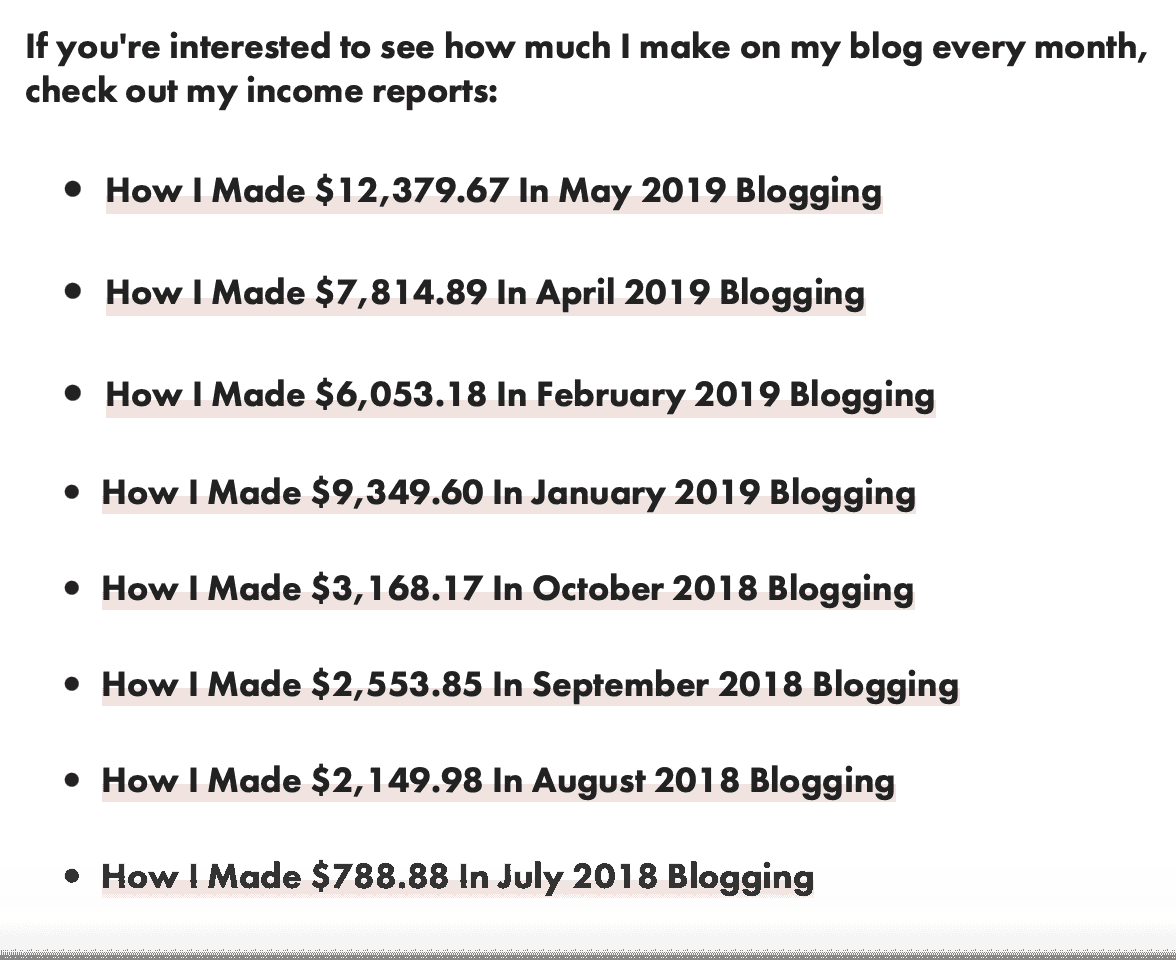 If you're interested to see how much I make on my blog every month,
check out my income reports:
How I Made $12,379.67 In May 2019 Blogging
How I Made $7,814.89 In April 2019 Blogging
How I Made $6,053.18 In February 2019 Blogging
How I Made $9,349.60 In January 2019 Blogging
How I Made $3,168.17 In October 2018 Blogging
How I Made $2,553.85 In September 2018 Blogging
How I Made $2,149.98 In August 2018 Blogging
How I Made $788.88 In July 2018 Blogging